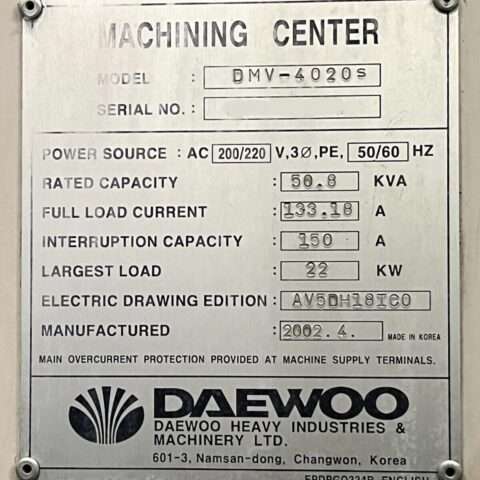 MACHINING CENTER
MODEL : DMV-4020s
SERIAL NO. :
POWER SOURCE : AC 200/220 V,3Ø,PE, 50/60 HZ
RATED CAPACITY : 50.8 KVA
FULL LOAD CURRENT : 133.18 A
INTERRUPTION CAPACITY : 150 A
LARGEST LOAD : 22 KW
ELECTRIC DRAWING EDITION : AV5DH18TC0
MANUFACTURED : 2002.4. MADE IN KOREA
MAIN OVERCURRENT PROTECTION PROVIDED AT MACHINE SUPPLY TERMINALS.
DAEWOO
DAEWOO HEAVY INDUSTRIES &
MACHINERY LTD.
601-3, Namsan-dong, Changwon, Korea
ENGLISH